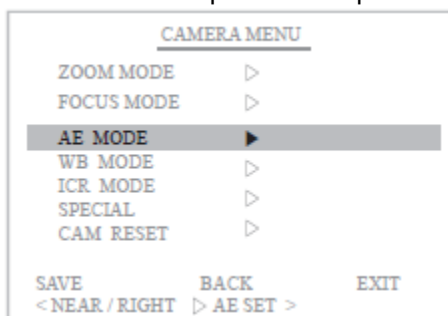 CAMERA MENU
ZOOM MODE ▷
FOCUS MODE ▷
AE MODE ▶
WB MODE ▷
ICR MODE
SPECIAL ▷
CAM RESET ▷
SAVE BACK EXIT
< NEAR / RIGHT ▷ AE SET >